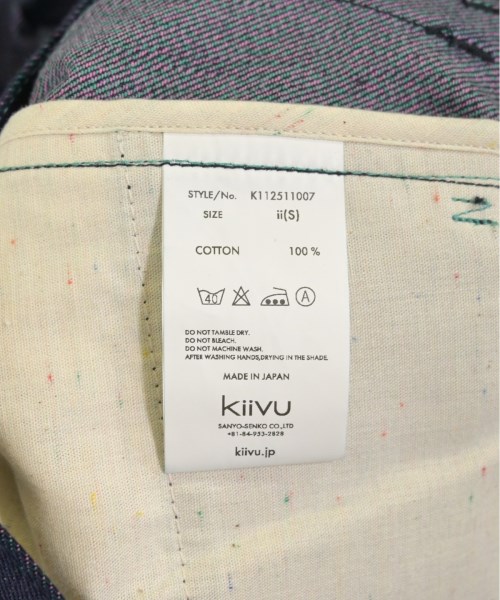 STYLE/No. K112511007
SIZE ii(S)
COTTON 100 %
40 A
DO NOT TAMBLE DRY.
DO NOT BLEACH.
DO NOT MACHINE WASH.
AFTER WASHING HANDS,DRYING IN THE SHADE.
MADE IN JAPAN
kiivu
SANYO-SENKO CO.,LTD
+81-84-933-2828
kiivu.jp